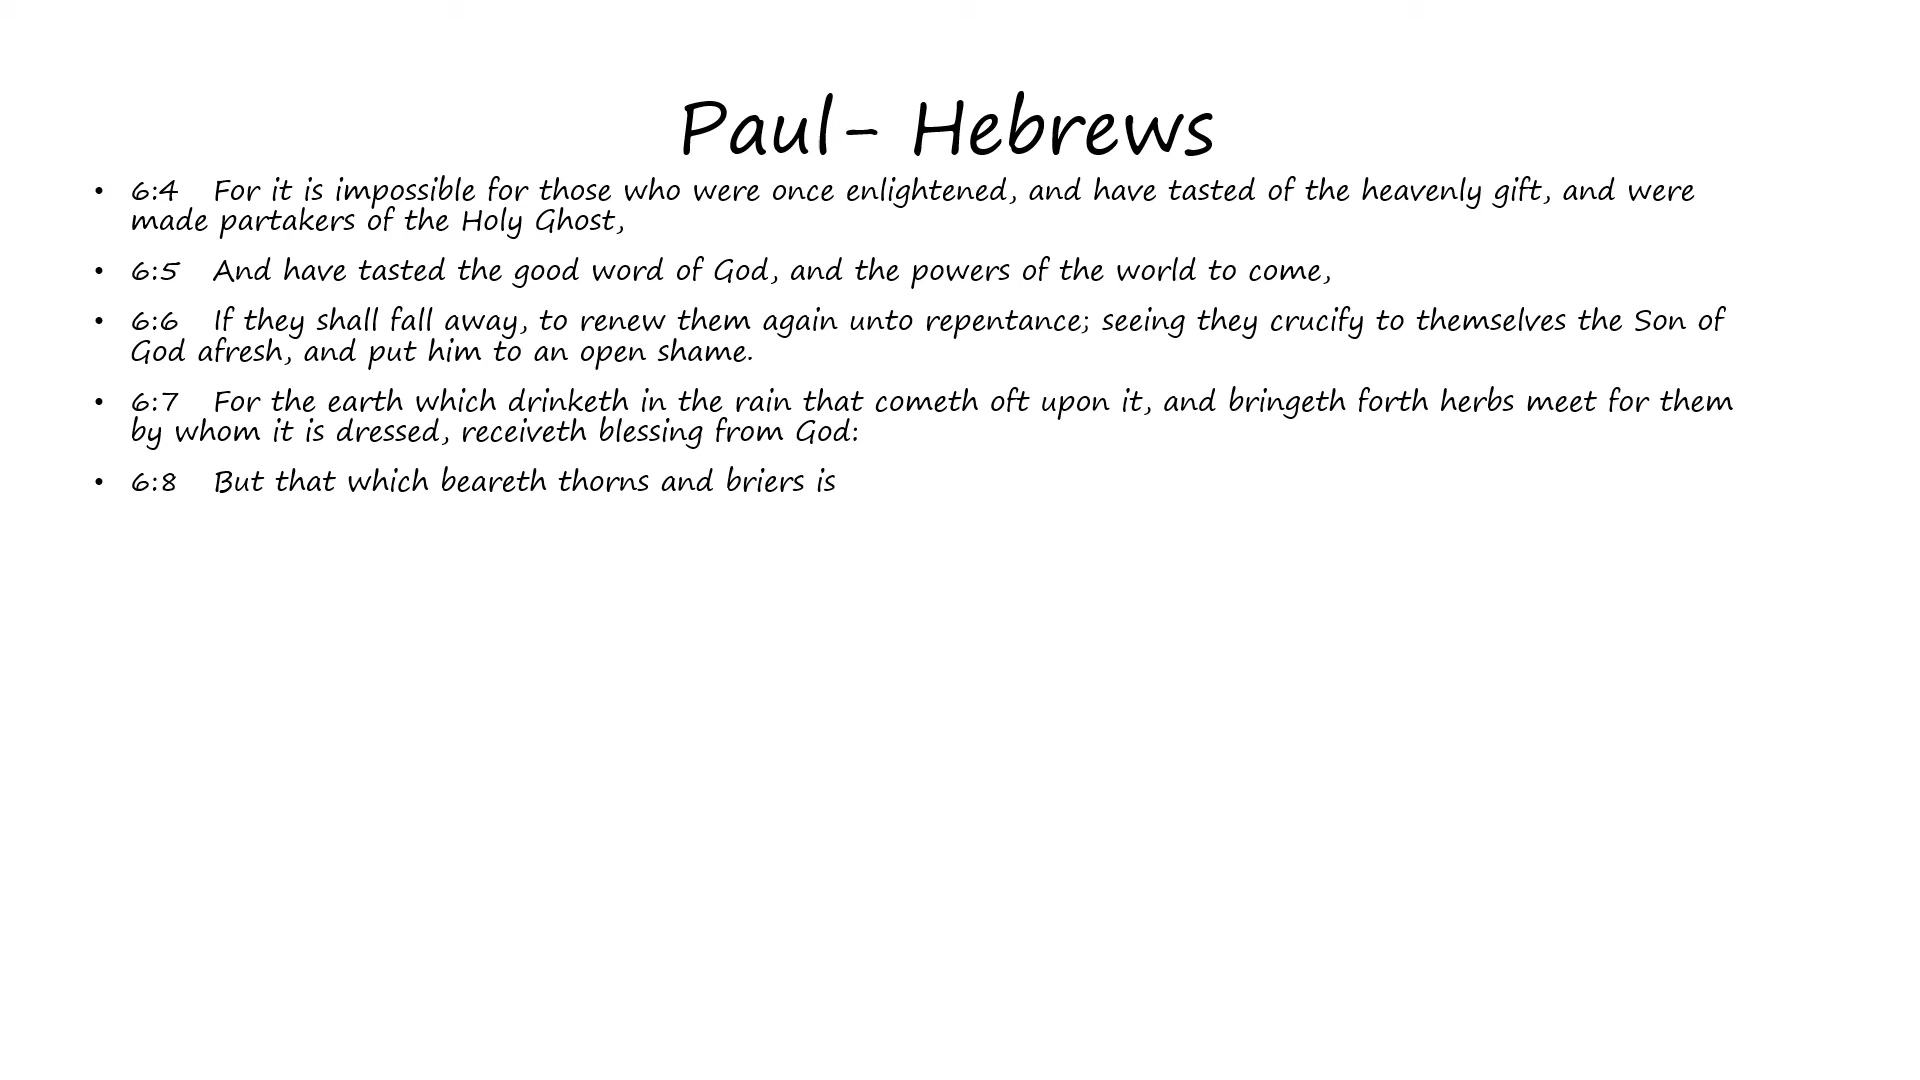 Paul- Hebrews
• 6:4 For it is impossible for those who were once enlightened, and have tasted of the heavenly gift, and were
made partakers of the Holy Ghost,
• 6:5 And have tasted the good word of God, and the powers of the world to come,
• 6:6 If they shall fall away, to renew them again unto repentance; seeing they crucify to themselves the Son of
God afresh, and put him to an open shame.
• 6:7 For the earth which drinketh in the rain that cometh oft upon it, and bringeth forth herbs meet for them
by whom it is dressed, receiveth blessing from God:
• 6:8 But that which beareth thorns and briers is